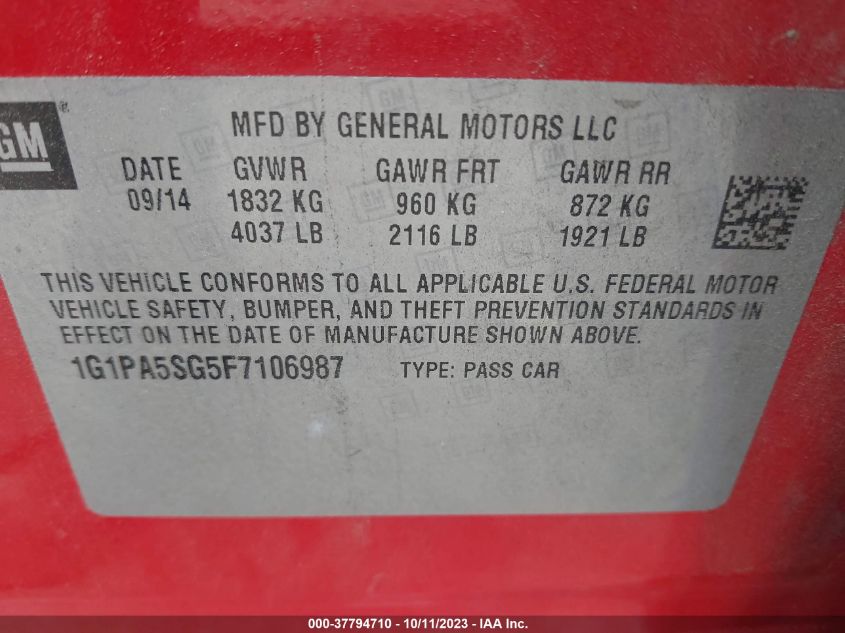 GM®
MFD BY GENERAL MOTORS LLC
DATE GVWR GAWR FRT GAWR RR
09/14 1832 KG 960 KG 872 KG
4037 LB 2116 LB 1921 LB
THIS VEHICLE CONFORMS TO ALL APPLICABLE U.S. FEDERAL MOTOR
VEHICLE SAFETY, BUMPER, AND THEFT PREVENTION STANDARDS IN
EFFECT ON THE DATE OF MANUFACTURE SHOWN ABOVE.
1G1PA5SG5F7106987 TYPE: PASS CAR
000-37794710 - 10/11/2023 - IAA Inc.